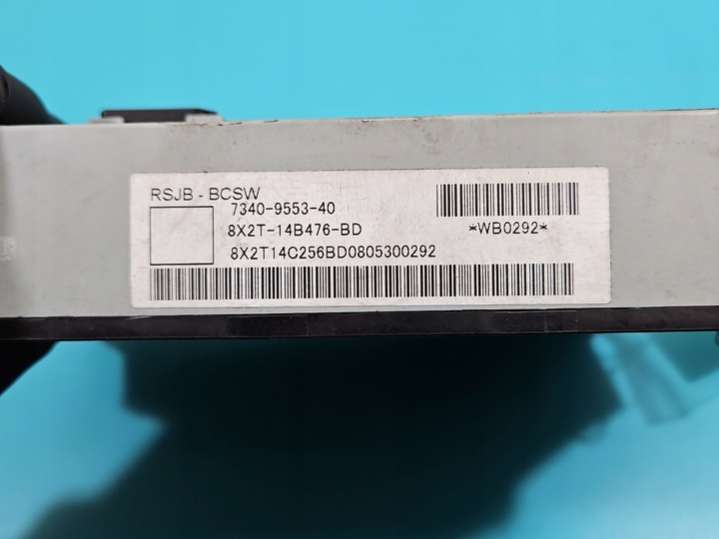 RSJB - BCSW
7340-9553-40
8X2T-14B476-BD
*WB0292*
8X2T14C256BD0805300292